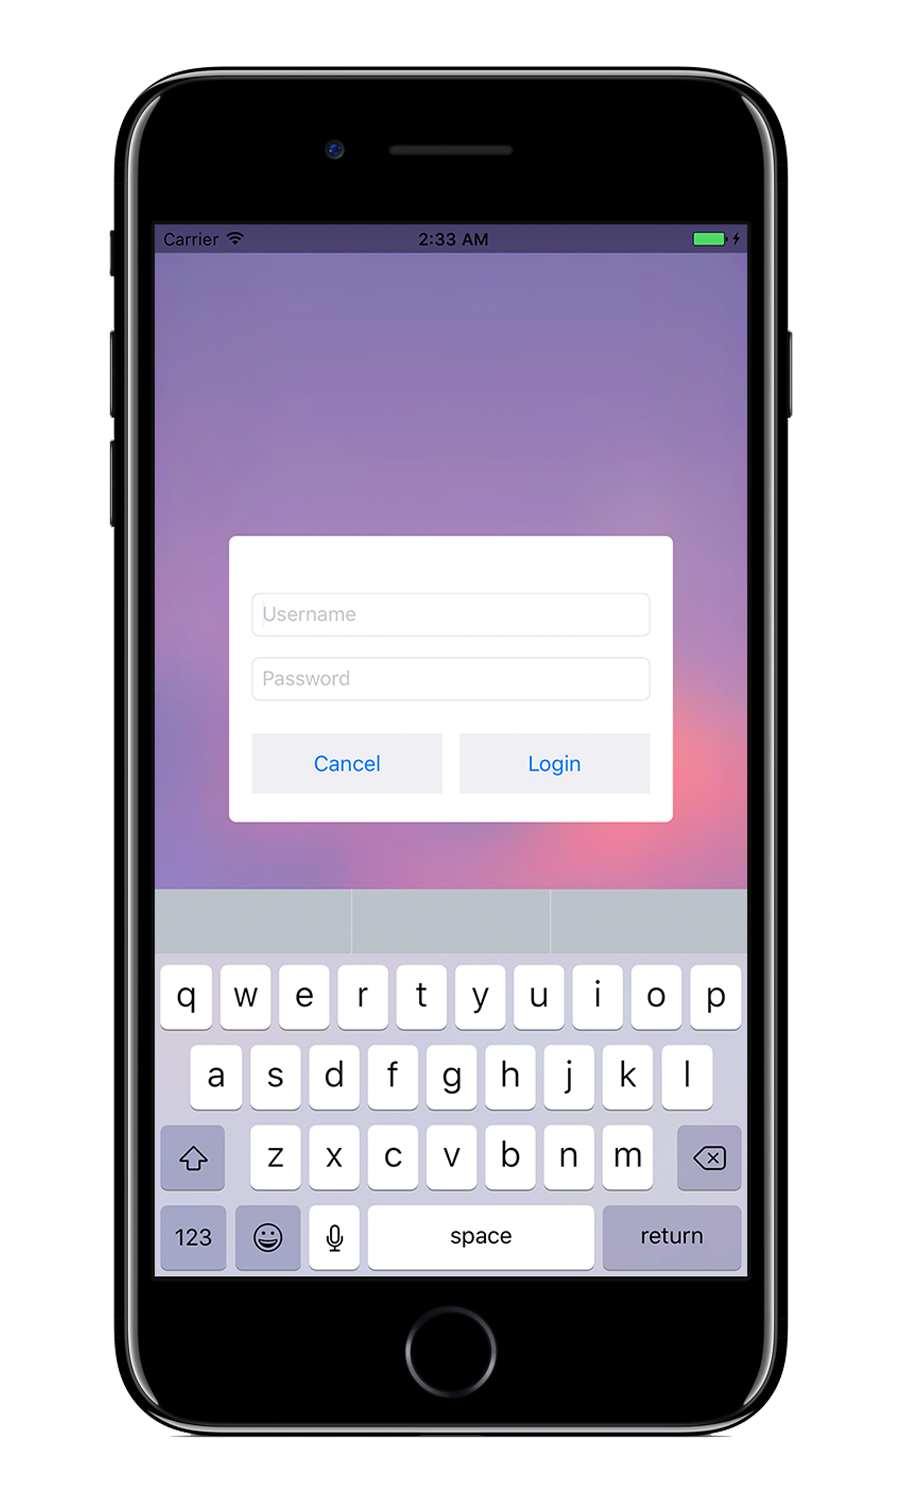 Carrier 2:33 AM
Username
Password
Cancel Login
q w e r t y u i o p
a s d f g h j k l
z x c v b n m
123 space return